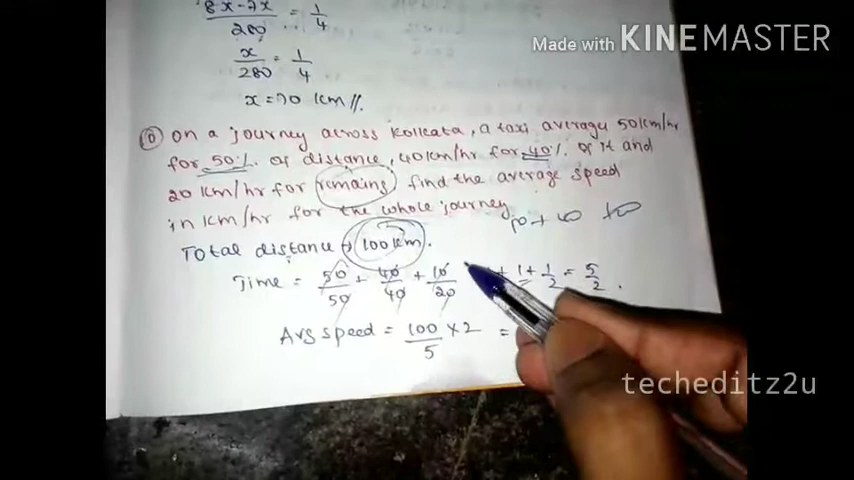 8x-7x/280 = 1/4
x/280 = 1/4
x = 70 km //.
Made with KINEMASTER
(10) On a journey across Kolkata, a taxi average 50km/hr
for 50%. of distance, 40km/hr for 40%. of it and
20 km/hr for remains find the average speed
in km/hr for the whole journey
50 + 40 100
Total distance → 100 km.
Time = 50/50 + 40/40 + 10/20 + 1 + 1/2 = 5/2 .
Avg speed = 100/5 × 2 =
techeditz2u